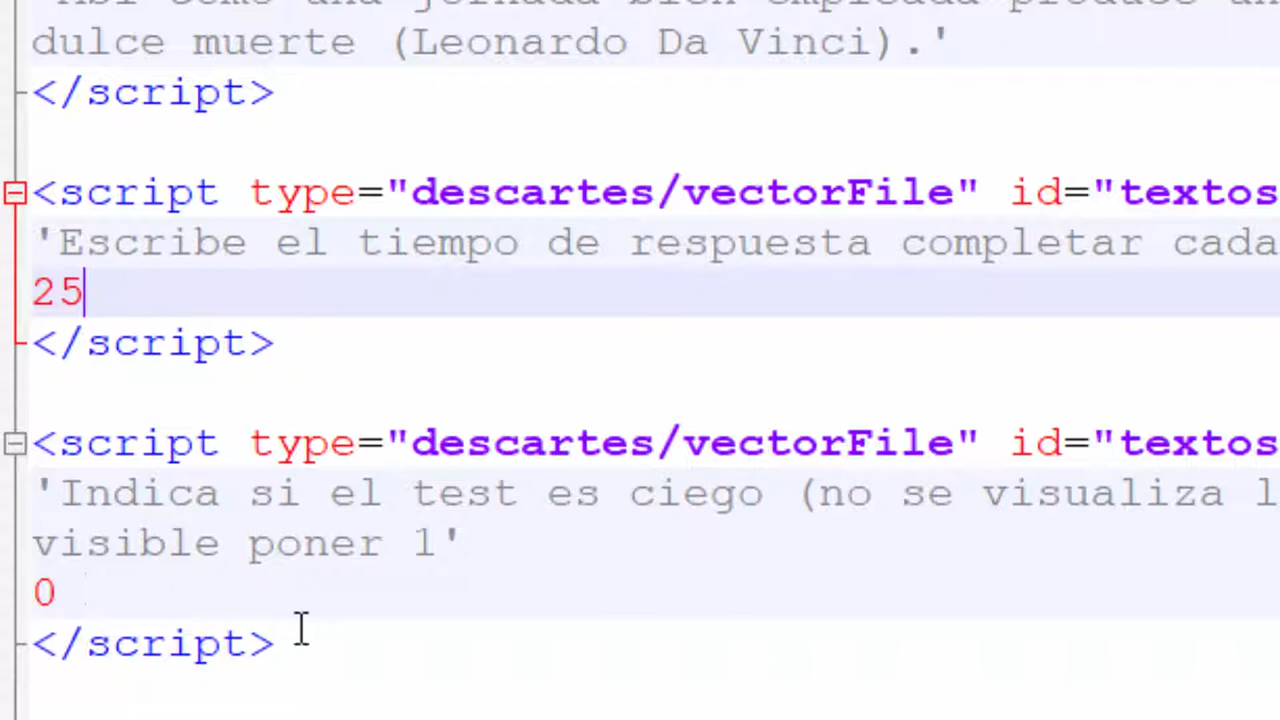 dulce muerte (Leonardo Da Vinci).'
</script>
<script type="descartes/vectorFile" id="textos
'Escribe el tiempo de respuesta completar cada
25
</script>
<script type="descartes/vectorFile" id="textos
'Indica si el test es ciego (no se visualiza l
visible poner 1'
0
</script>